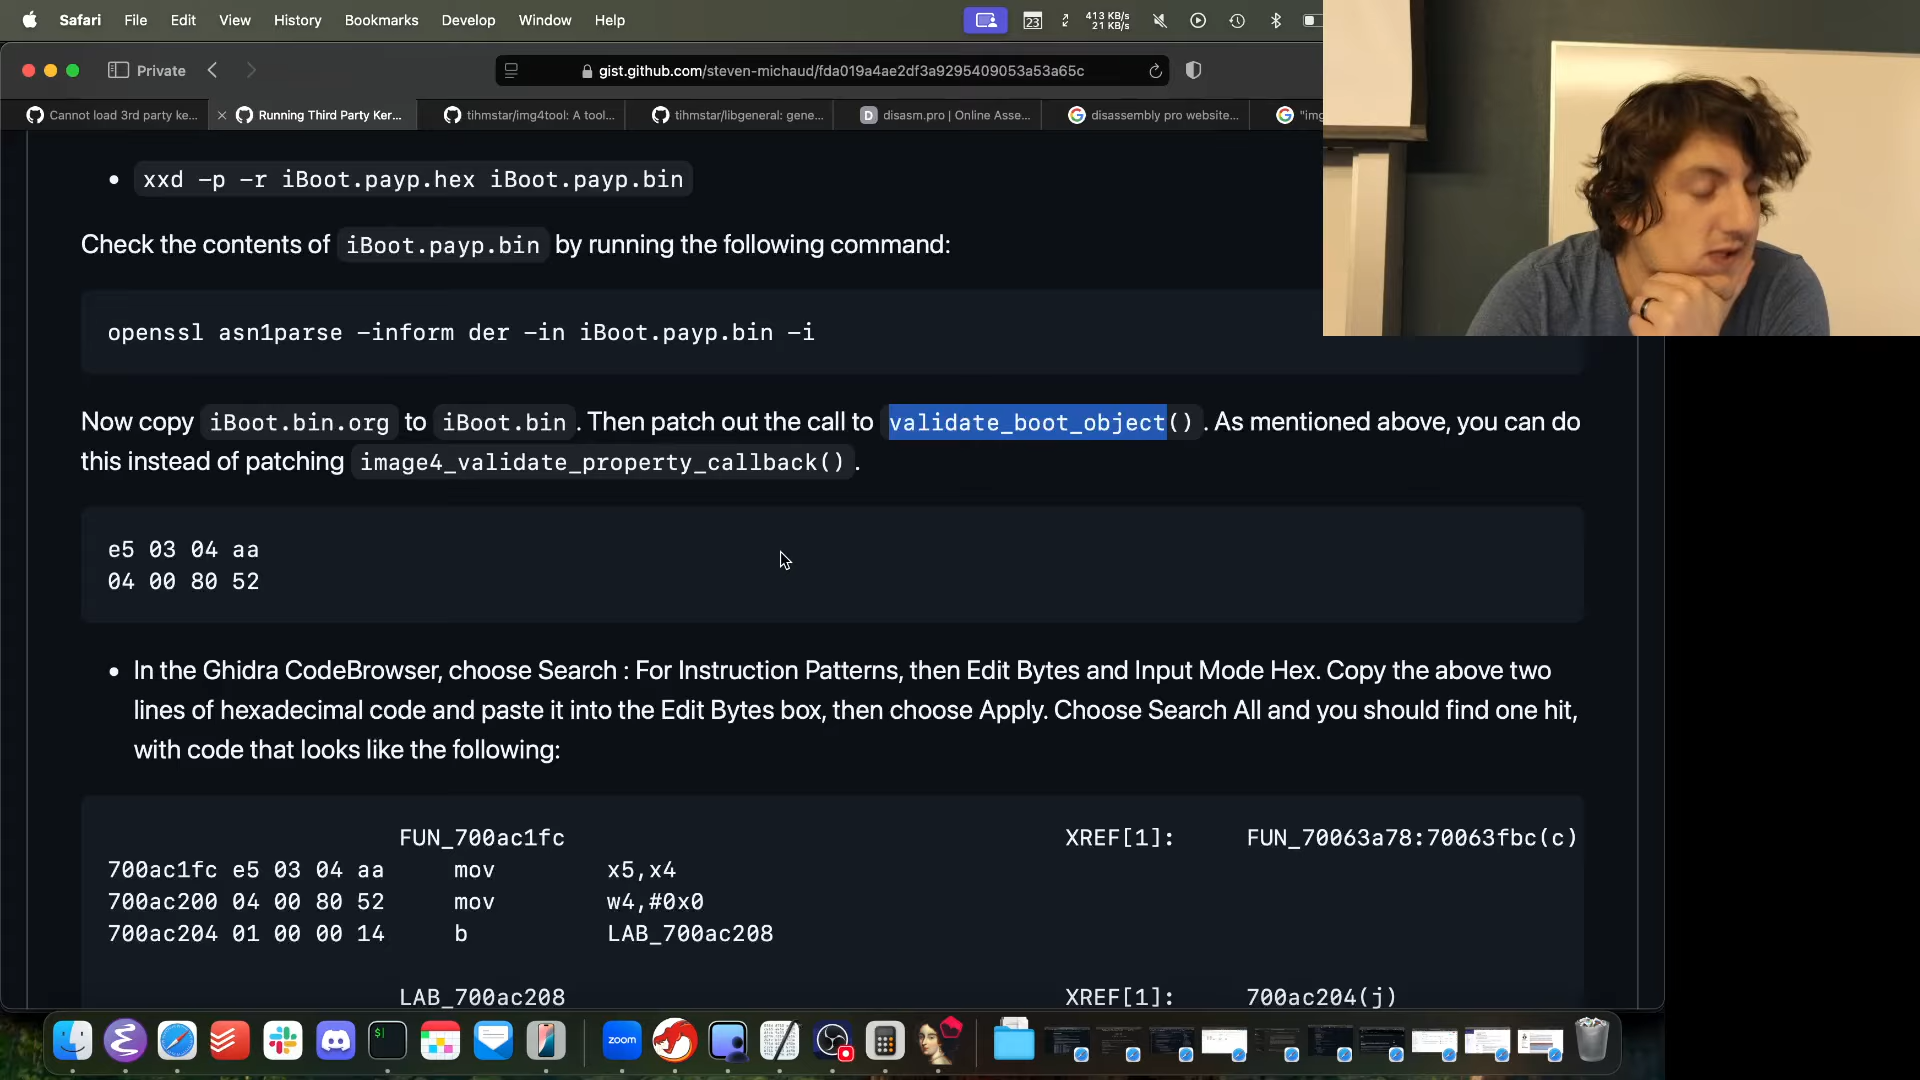 Safari File Edit View History Bookmarks Develop Window Help
23
413 KB/s
21 KB/s
Private
gist.github.com/steven-michaud/fda019a4ae2df3a9295409053a53a65c
Cannot load 3rd party ke...
Running Third Party Ker...
tihmstar/img4tool: A tool...
tihmstar/libgeneral: gene...
D disasm.pro | Online Asse...
disassembly pro website...
"img
• xxd -p -r iBoot.payp.hex iBoot.payp.bin
Check the contents of iBoot.payp.bin by running the following command:
openssl asn1parse -inform der -in iBoot.payp.bin -i
Now copy iBoot.bin.org to iBoot.bin. Then patch out the call to validate_boot_object(). As mentioned above, you can do
this instead of patching image4_validate_property_callback().
e5 03 04 aa
04 00 80 52
• In the Ghidra CodeBrowser, choose Search : For Instruction Patterns, then Edit Bytes and Input Mode Hex. Copy the above two
lines of hexadecimal code and paste it into the Edit Bytes box, then choose Apply. Choose Search All and you should find one hit,
with code that looks like the following:
FUN_700ac1fc XREF[1]: FUN_70063a78:70063fbc(c)
700ac1fc e5 03 04 aa mov x5,x4
700ac200 04 00 80 52 mov w4,#0x0
700ac204 01 00 00 14 b LAB_700ac208
LAB_700ac208 XREF[1]: 700ac204(j)
$
zoom